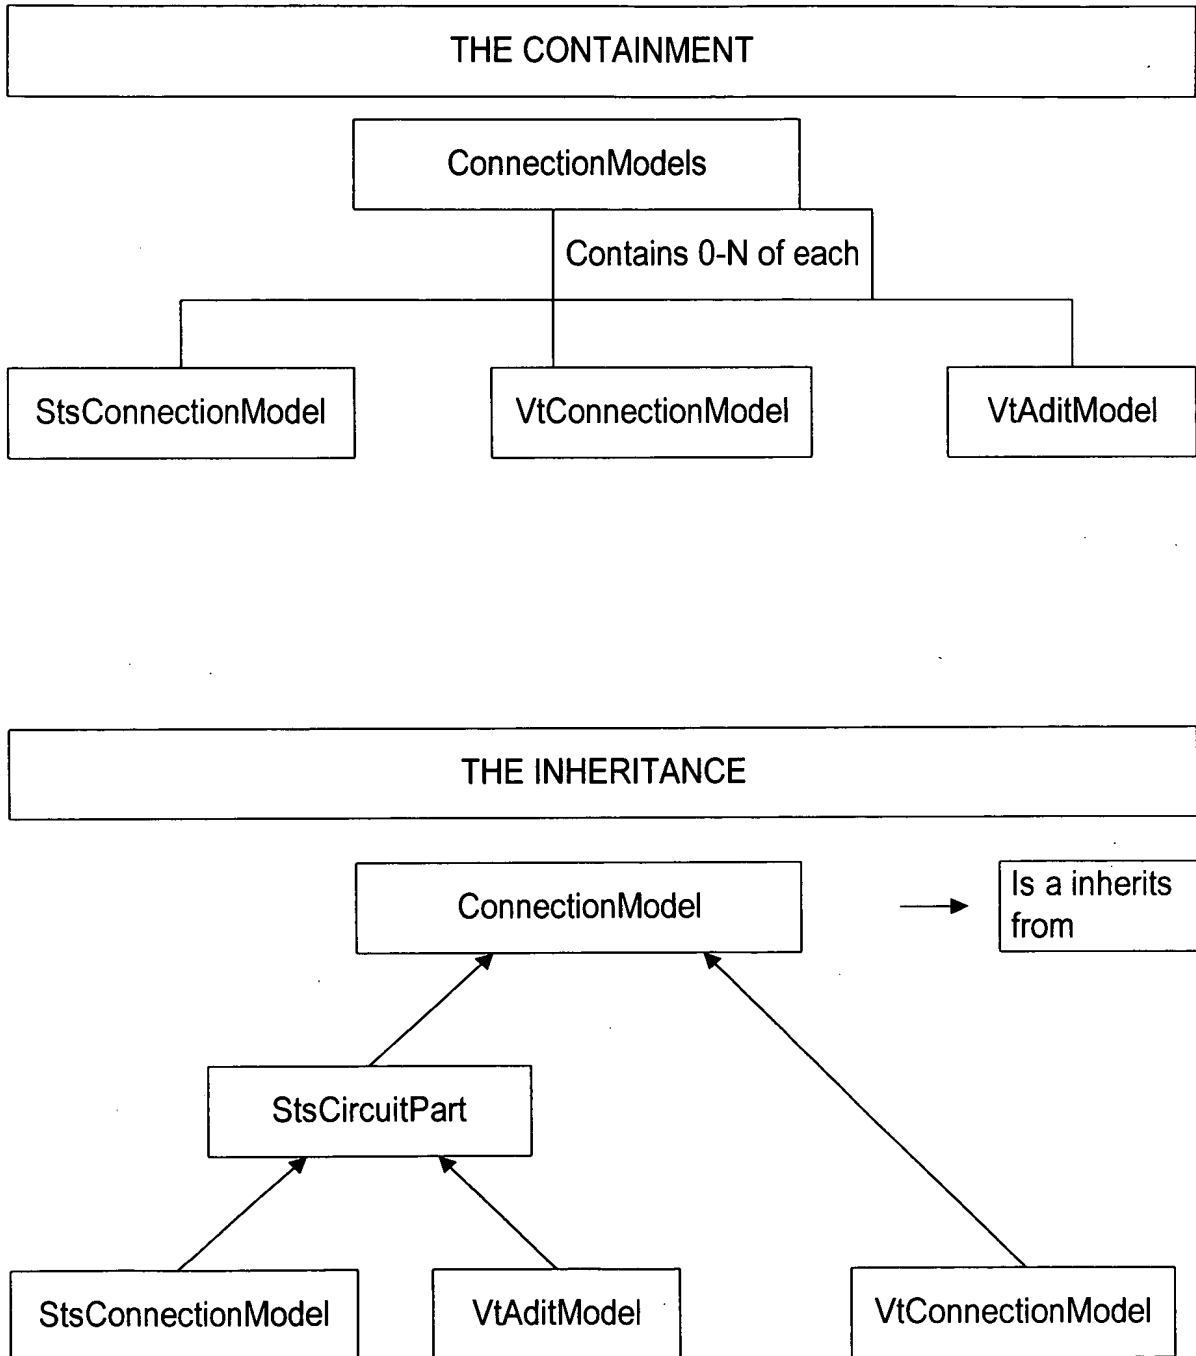 THE CONTAINMENT
ConnectionModels
Contains 0-N of each
StsConnectionModel
VtConnectionModel
VtAditModel
THE INHERITANCE
ConnectionModel
Is a inherits
from
StsCircuitPart
StsConnectionModel
VtAditModel
VtConnectionModel